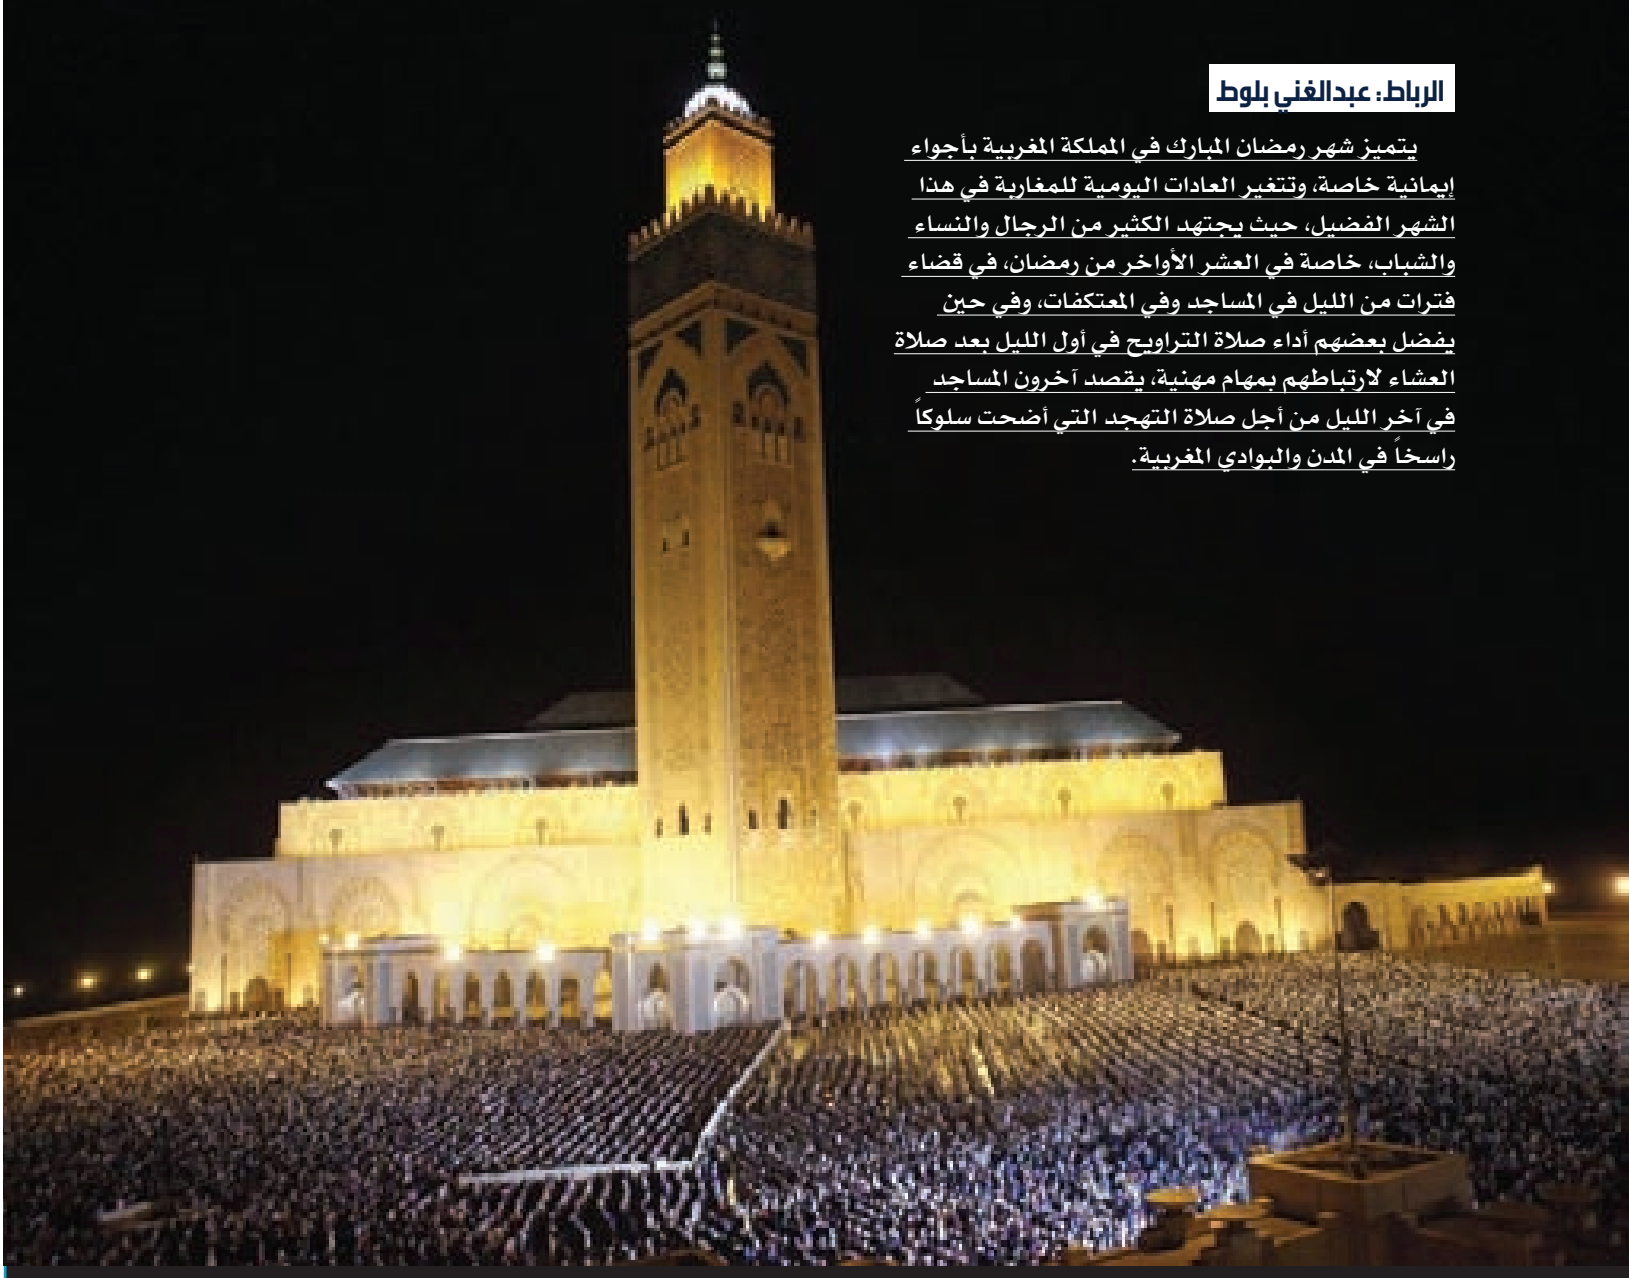 الرباط: عبدالغني بلوط
يتميز شهر رمضان المبارك في المملكة المغربية بأجواء
إيمانية خاصة، وتتغير العادات اليومية للمغاربة في هذا
الشهر الفضيل، حيث يجتهد الكثير من الرجال والنساء
والشباب، خاصة في العشر الأواخر من رمضان، في قضاء
فترات من الليل في المساجد وفي المعتكفات، وفي حين
يفضل بعضهم أداء صلاة التراويح في أول الليل بعد صلاة
العشاء لارتباطهم بمهام مهنية، يقصد آخرون المساجد
في آخر الليل من أجل صلاة التهجد التي أضحت سلوكاً
راسخاً في المدن والبوادي المغربية.